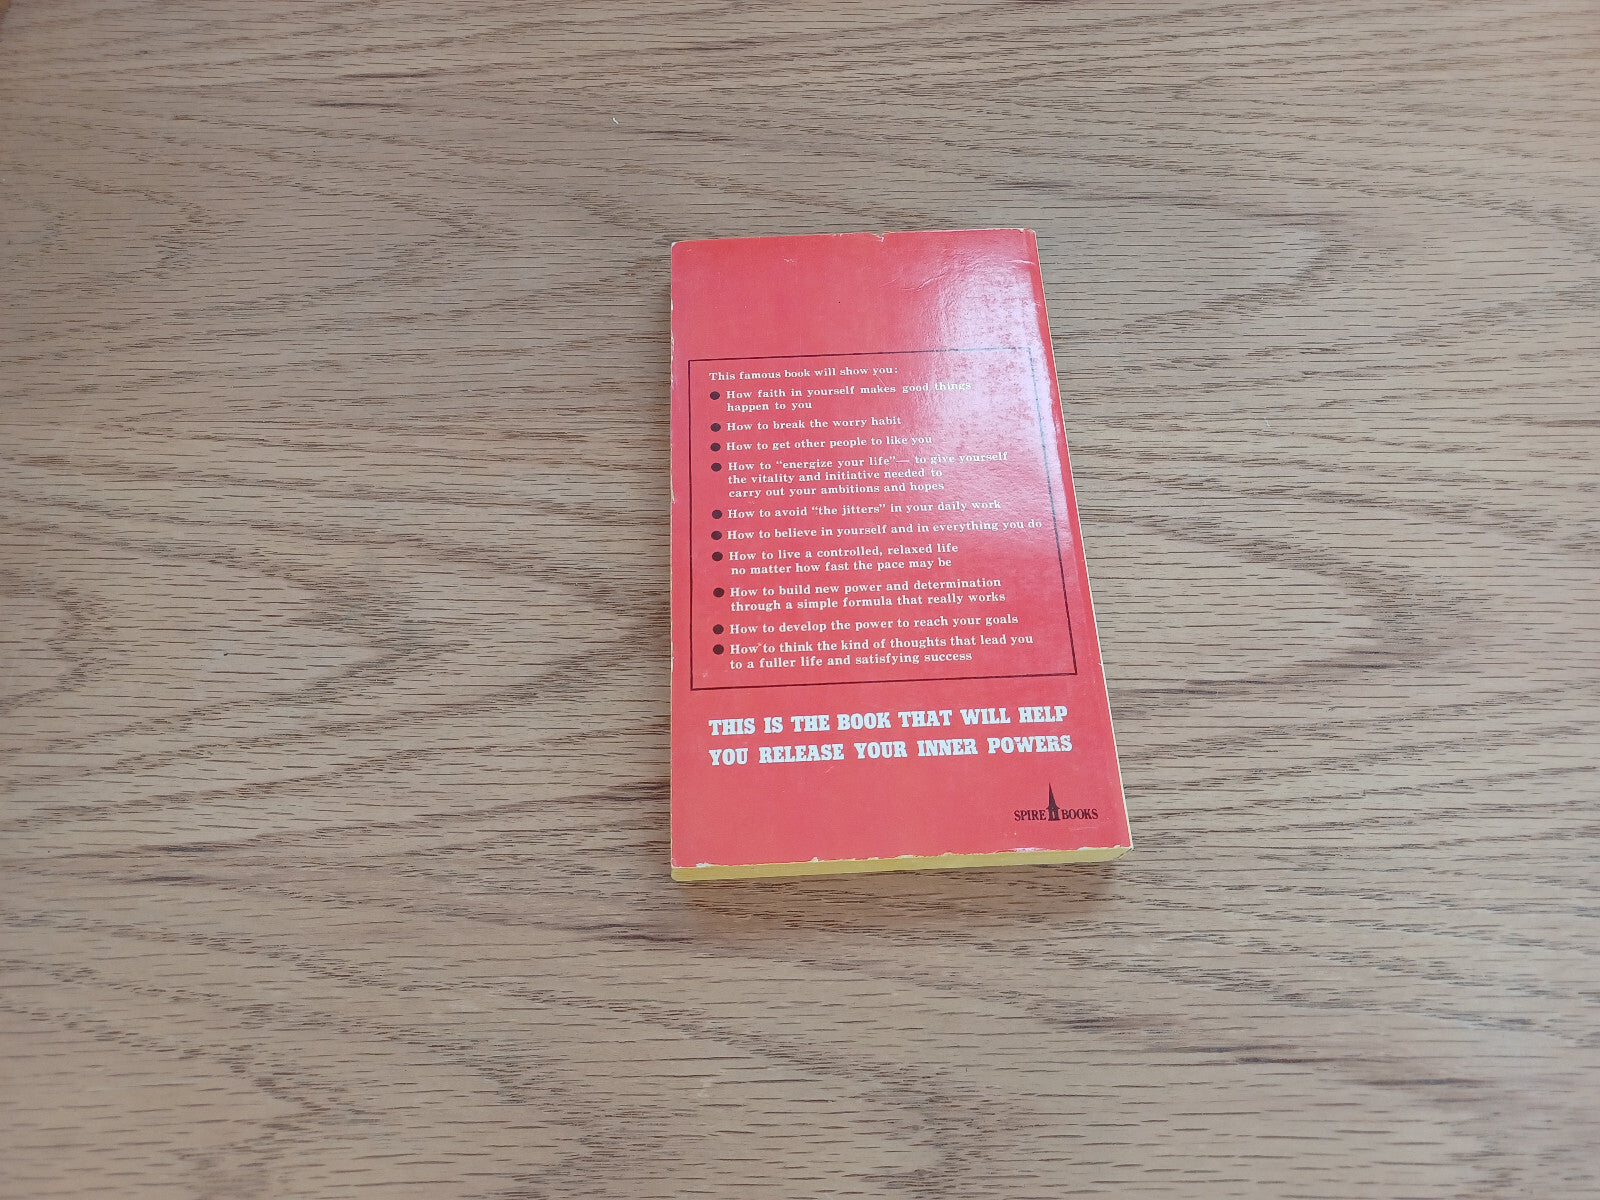 This famous book will show you:
● How faith in yourself makes good things
happen to you
● How to break the worry habit
● How to get other people to like you
● How to “energize your life”— to give yourself
the vitality and initiative needed to
carry out your ambitions and hopes
● How to avoid “the jitters” in your daily work
● How to believe in yourself and in everything you do
● How to live a controlled, relaxed life
no matter how fast the pace may be
● How to build new power and determination
through a simple formula that really works
● How to develop the power to reach your goals
● How to think the kind of thoughts that lead you
to a fuller life and satisfying success
THIS IS THE BOOK THAT WILL HELP
YOU RELEASE YOUR INNER POWERS
SPIRE BOOKS